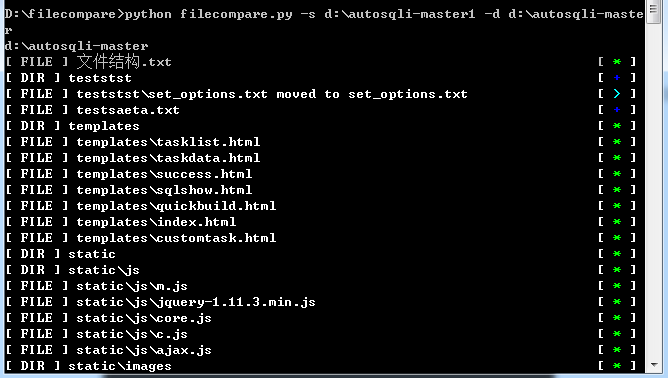 D:\filecompare>python filecompare.py -s d:\autosqli-master1 -d d:\autosqli-maste
r
d:\autosqli-master
[ FILE ] 文件结构.txt [ * ]
[ DIR ] teststst [ + ]
[ FILE ] teststst\set_options.txt moved to set_options.txt [ > ]
[ FILE ] testsaeta.txt [ + ]
[ DIR ] templates [ * ]
[ FILE ] templates\tasklist.html [ * ]
[ FILE ] templates\taskdata.html [ * ]
[ FILE ] templates\success.html [ * ]
[ FILE ] templates\sqlshow.html [ * ]
[ FILE ] templates\quickbuild.html [ * ]
[ FILE ] templates\index.html [ * ]
[ FILE ] templates\customtask.html [ * ]
[ DIR ] static [ * ]
[ DIR ] static\js [ * ]
[ FILE ] static\js\m.js [ * ]
[ FILE ] static\js\jquery-1.11.3.min.js [ * ]
[ FILE ] static\js\core.js [ * ]
[ FILE ] static\js\c.js [ * ]
[ FILE ] static\js\ajax.js [ * ]
[ DIR ] static\images [ * ]